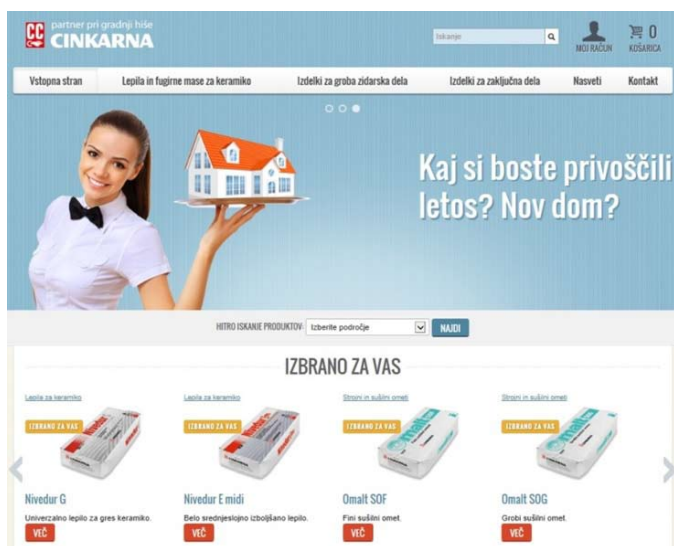 partner pri gradnji hiše
CC CINKARNA
Iskanje
MOJ RAČUN
0
KOŠARICA
Vstopna stran
Lepila in fugirne mase za keramiko
Izdelki za groba zidarska dela
Izdelki za zaključna dela
Nasveti
Kontakt
Kaj si boste privoščili
letos? Nov dom?
HITRO ISKANJE PRODUKTOV:
Izberite področje
NAJDI
IZBRANO ZA VAS
Lepila za keramiko
IZBRANO ZA VAS
Nivedur
Nivedur G
Univerzalno lepilo za gres keramiko.
VEČ
Lepila za keramiko
IZBRANO ZA VAS
Nivedur
Nivedur E midi
Belo srednjeslojno izboljšano lepilo.
VEČ
Strojni in sušilni ometi
IZBRANO ZA VAS
Omalt
Omalt SOF
Fini sušilni omet.
VEČ
Strojni in sušilni ometi
IZBRANO ZA VAS
Omalt
Omalt SOG
Grobi sušilni omet.
VEČ